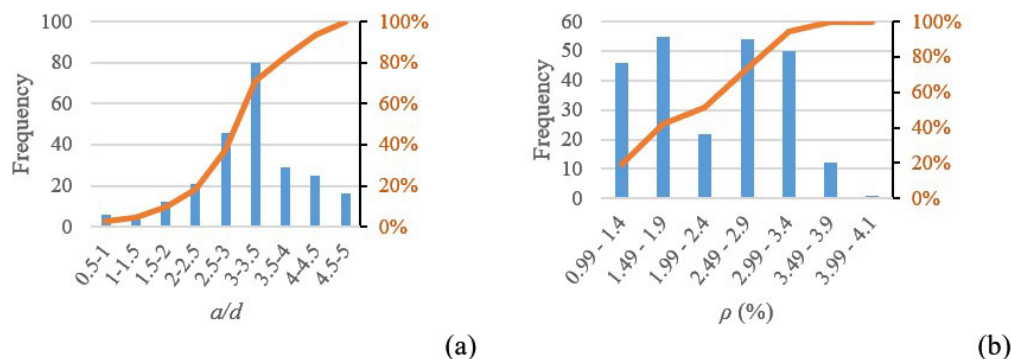 100
80
60
40
20
0
Frequency
100%
80%
60%
40%
20%
0%
0.5-1
1-1.5
1.5-2
2-2.5
2.5-3
3-3.5
3.5-4
4-4.5
4.5-5
a/d
(a)
60
50
40
30
20
10
0
Frequency
100%
80%
60%
40%
20%
0%
0.99 - 1.4
1.49 - 1.9
1.99 - 2.4
2.49 - 2.9
2.99 - 3.4
3.49 - 3.9
3.99 - 4.1
ρ (%)
(b)